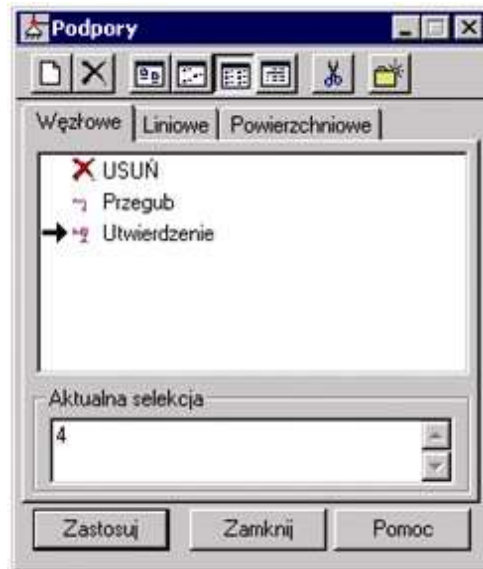 Podpory
Węzłowe Liniowe Powierzchniowe
USUŃ
Przegub
Utwierdzenie
Aktualna selekcja
4
Zastosuj Zamknij Pomoc